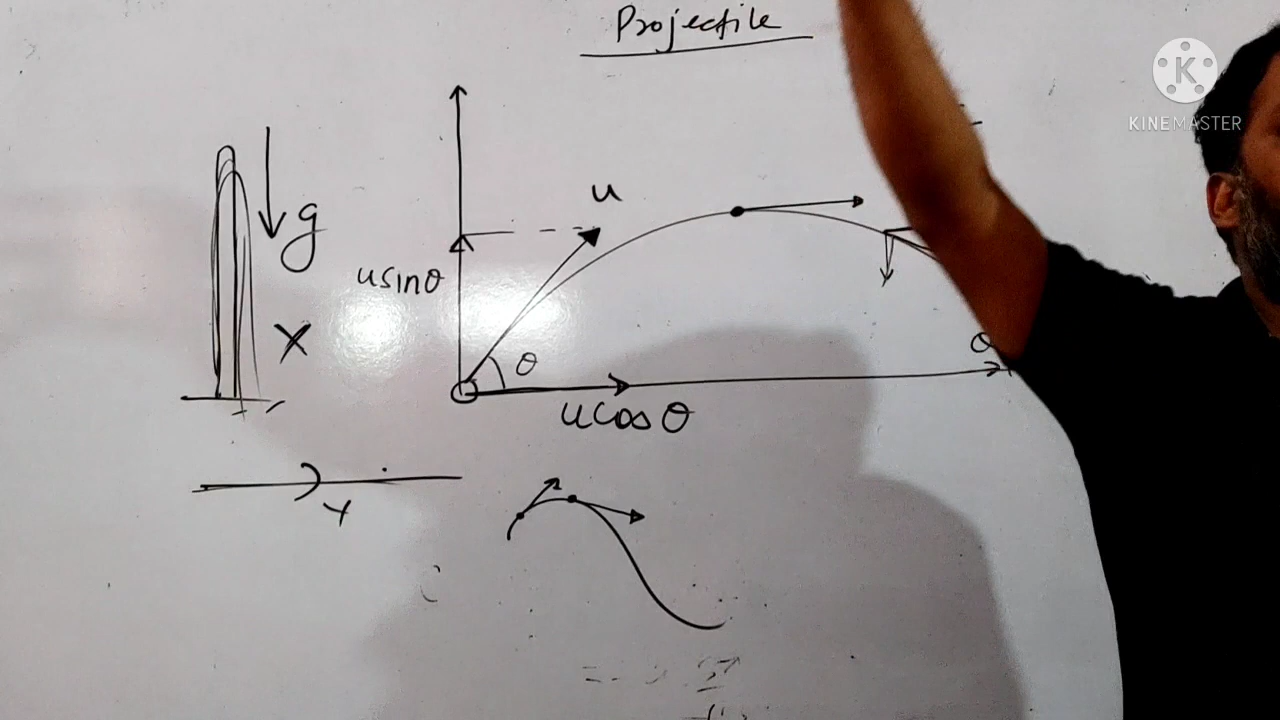 Projectile
KINEMASTER
u
g
usinθ
X
θ
θ
ucosθ